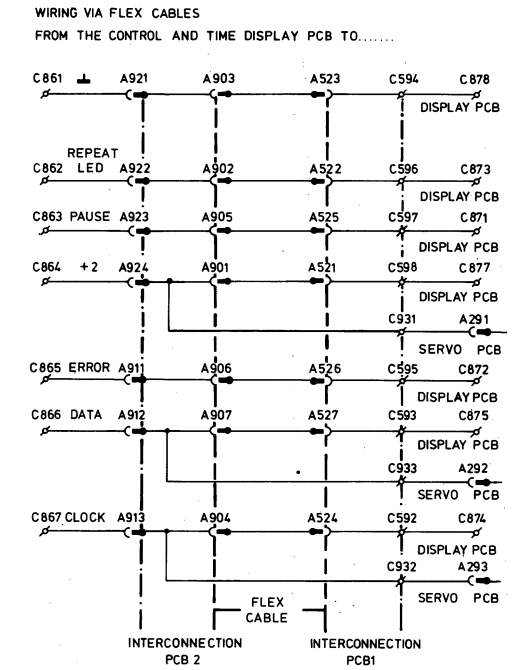 WIRING VIA FLEX CABLES
FROM THE CONTROL AND TIME DISPLAY PCB TO.......
C861 A921 A903 A523 C594 C878
DISPLAY PCB
REPEAT
C862 LED A922 A902 A522 C596 C873
DISPLAY PCB
C863 PAUSE A923 A905 A525 C597 C871
DISPLAY PCB
C864 +2 A924 A901 A521 C598 C877
DISPLAY PCB
C931 A291
SERVO PCB
C865 ERROR A911 A906 A526 C595 C872
DISPLAY PCB
C866 DATA A912 A907 A527 C593 C875
DISPLAY PCB
C933 A292
SERVO PCB
C867 CLOCK A913 A904 A524 C592 C874
DISPLAY PCB
C932 A293
SERVO PCB
FLEX
CABLE
INTERCONNECTION INTERCONNECTION
PCB 2 PCB1